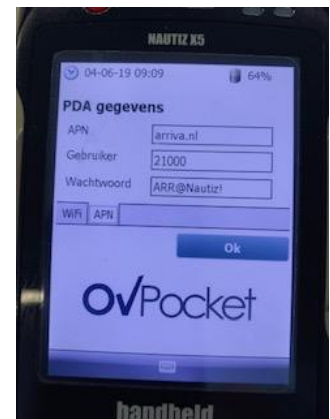 NAUTIZ X5
04-06-19 09:09 64%
PDA gegevens
APN arriva.nl
Gebruiker 21000
Wachtwoord ARR@Nautiz!
WiFi APN
Ok
OVPocket
handheld